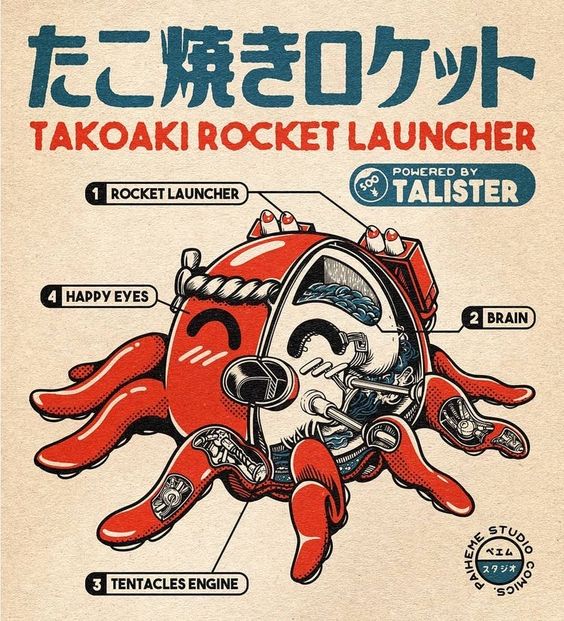 たこ焼きロケット
TAKOAKI ROCKET LAUNCHER
500
POWERED BY
TALISTER
1 ROCKET LAUNCHER
4 HAPPY EYES
2 BRAIN
3 TENTACLES ENGINE
PAIHEME STUDIO COMICS.
ペエム
スタジオ